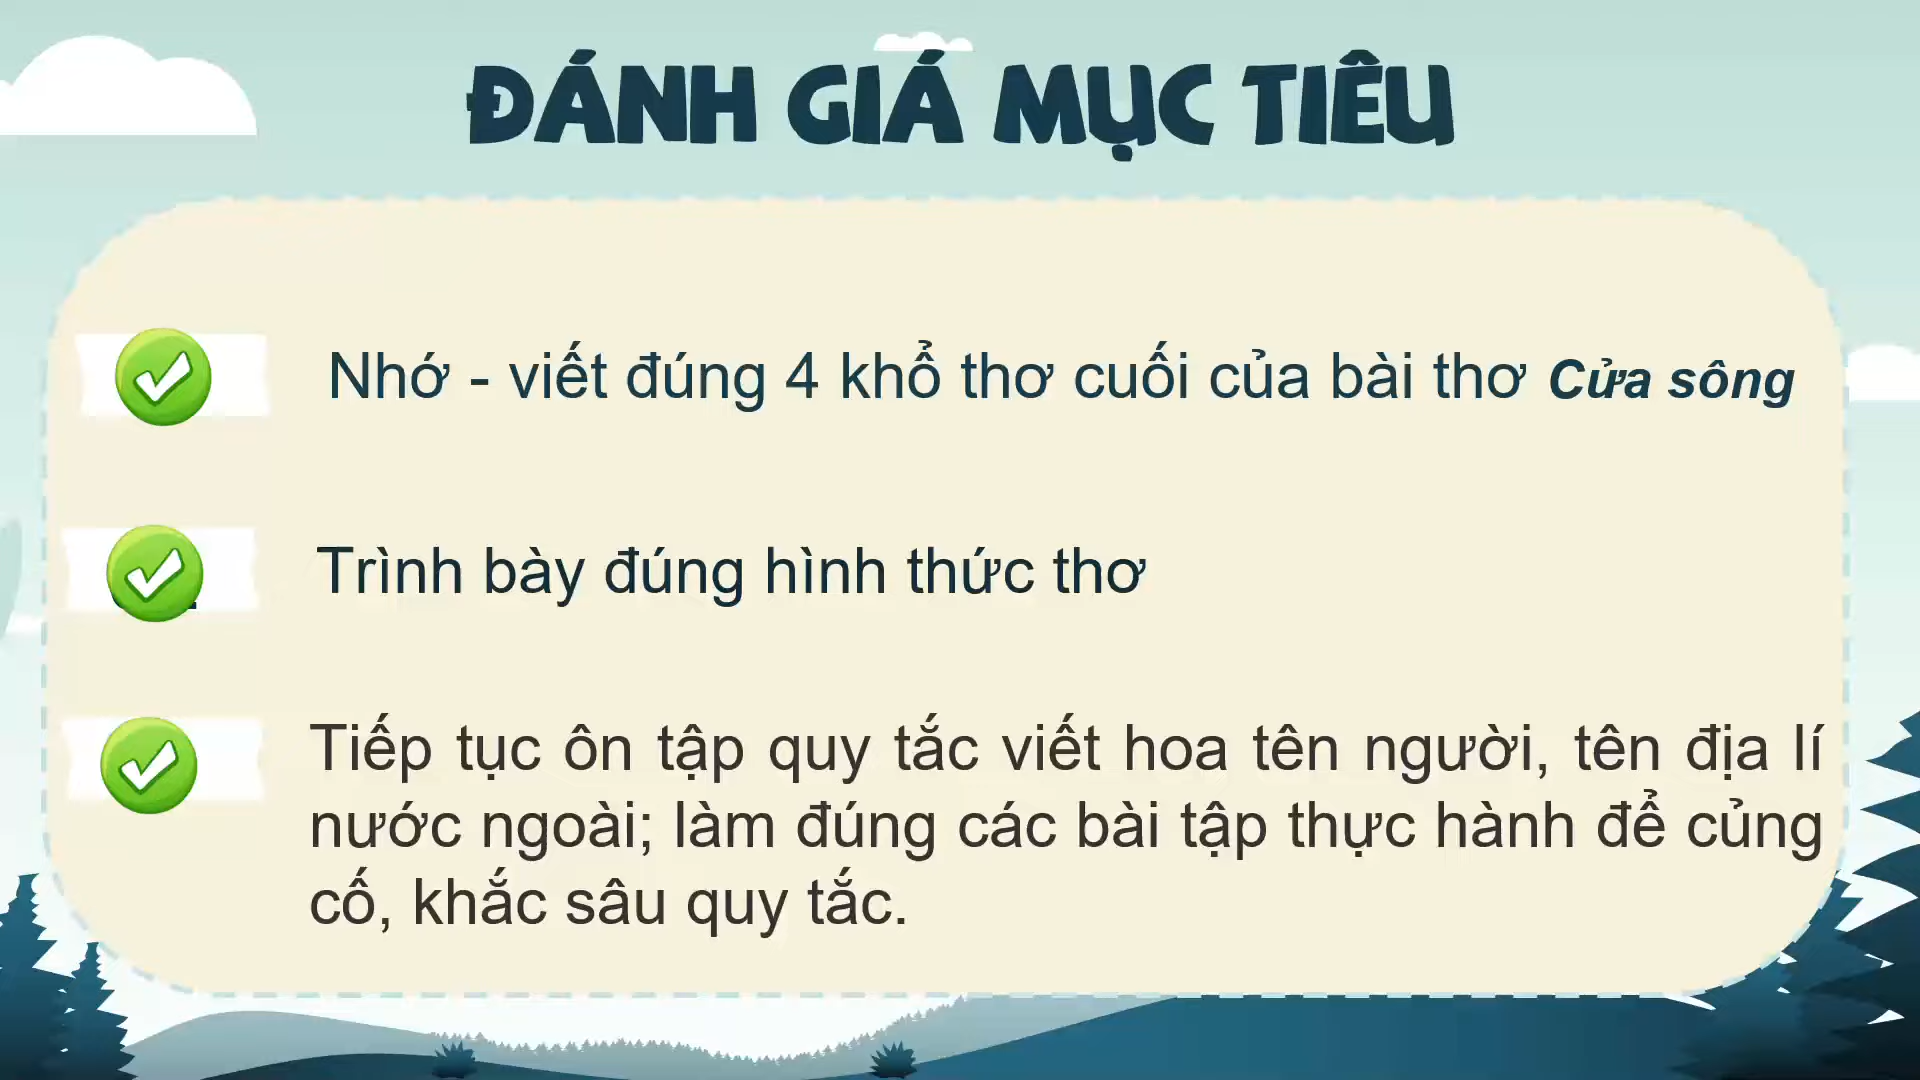 ĐÁNH GIÁ MỤC TIÊU
Nhớ - viết đúng 4 khổ thơ cuối của bài thơ Cửa sông
Trình bày đúng hình thức thơ
Tiếp tục ôn tập quy tắc viết hoa tên người, tên địa lí
nước ngoài; làm đúng các bài tập thực hành để củng
cố, khắc sâu quy tắc.